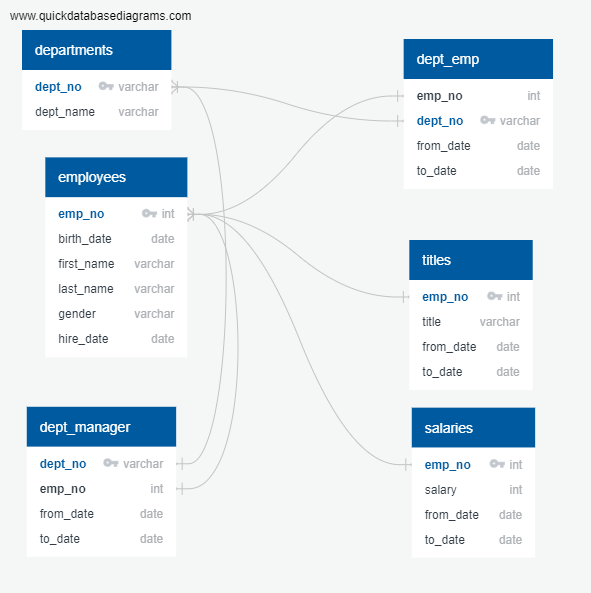 www.quickdatabasediagrams.com
departments
dept_no varchar
dept_name varchar
employees
emp_no int
birth_date date
first_name varchar
last_name varchar
gender varchar
hire_date date
dept_manager
dept_no varchar
emp_no int
from_date date
to_date date
dept_emp
emp_no int
dept_no varchar
from_date date
to_date date
titles
emp_no int
title varchar
from_date date
to_date date
salaries
emp_no int
salary int
from_date date
to_date date